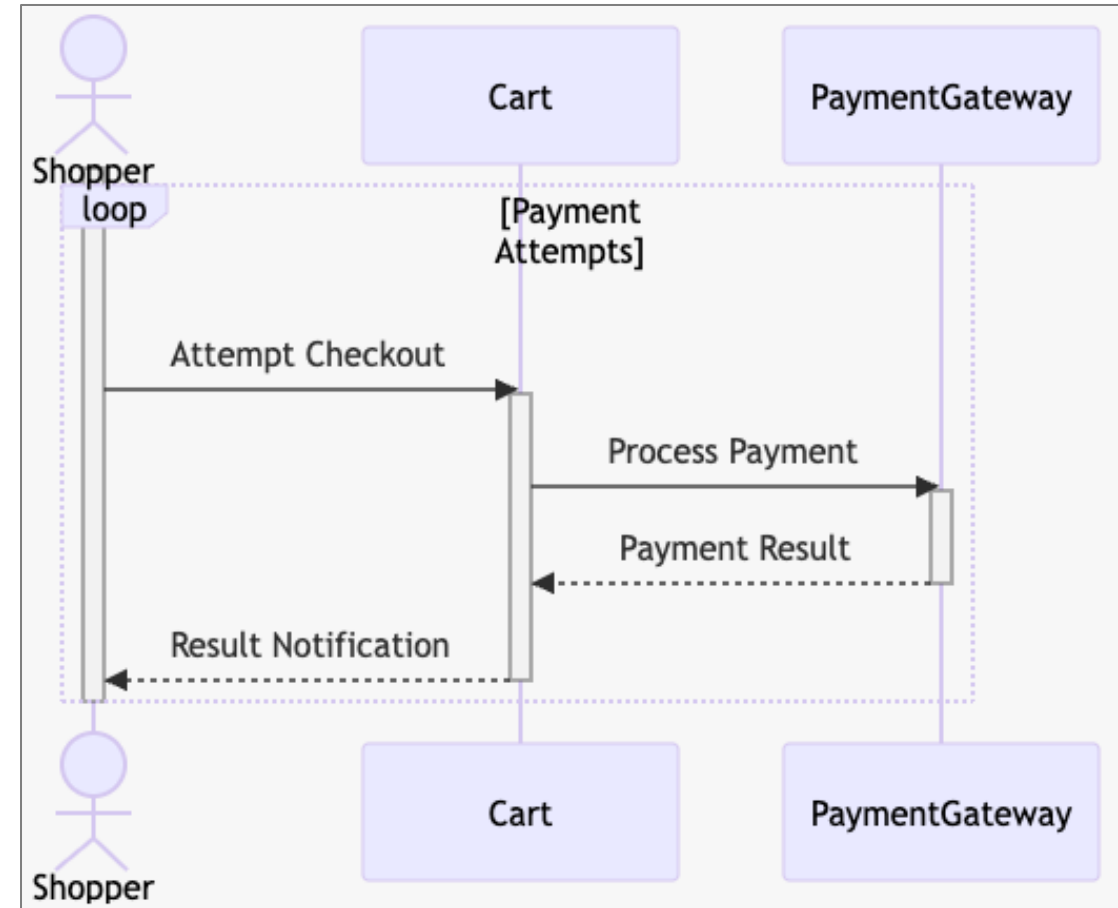 Cart
PaymentGateway
Shopper
loop
[Payment
Attempts]
Attempt Checkout
Process Payment
Payment Result
Result Notification
Cart
PaymentGateway
Shopper